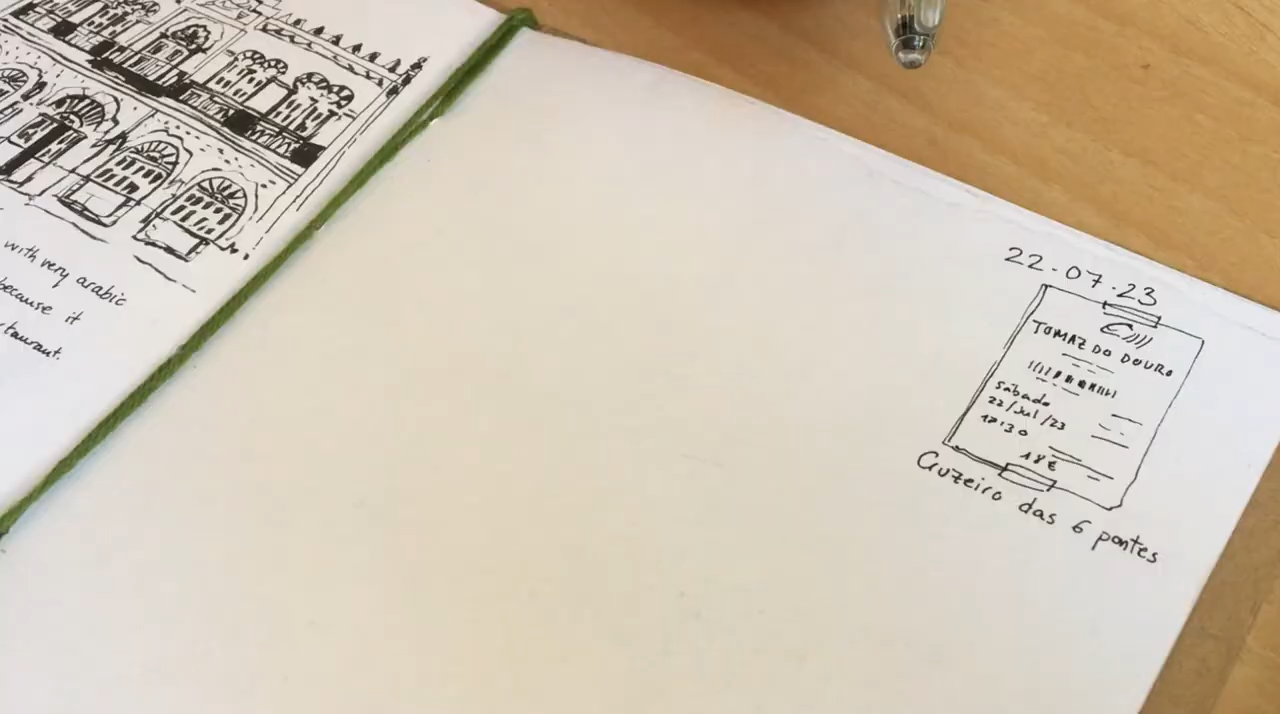 with very arabic
because it
22.07.23
TOMAZ DO DOURO
sábado
22/Jul/23
17:30
18€
Cruzeiro das 6 pontes